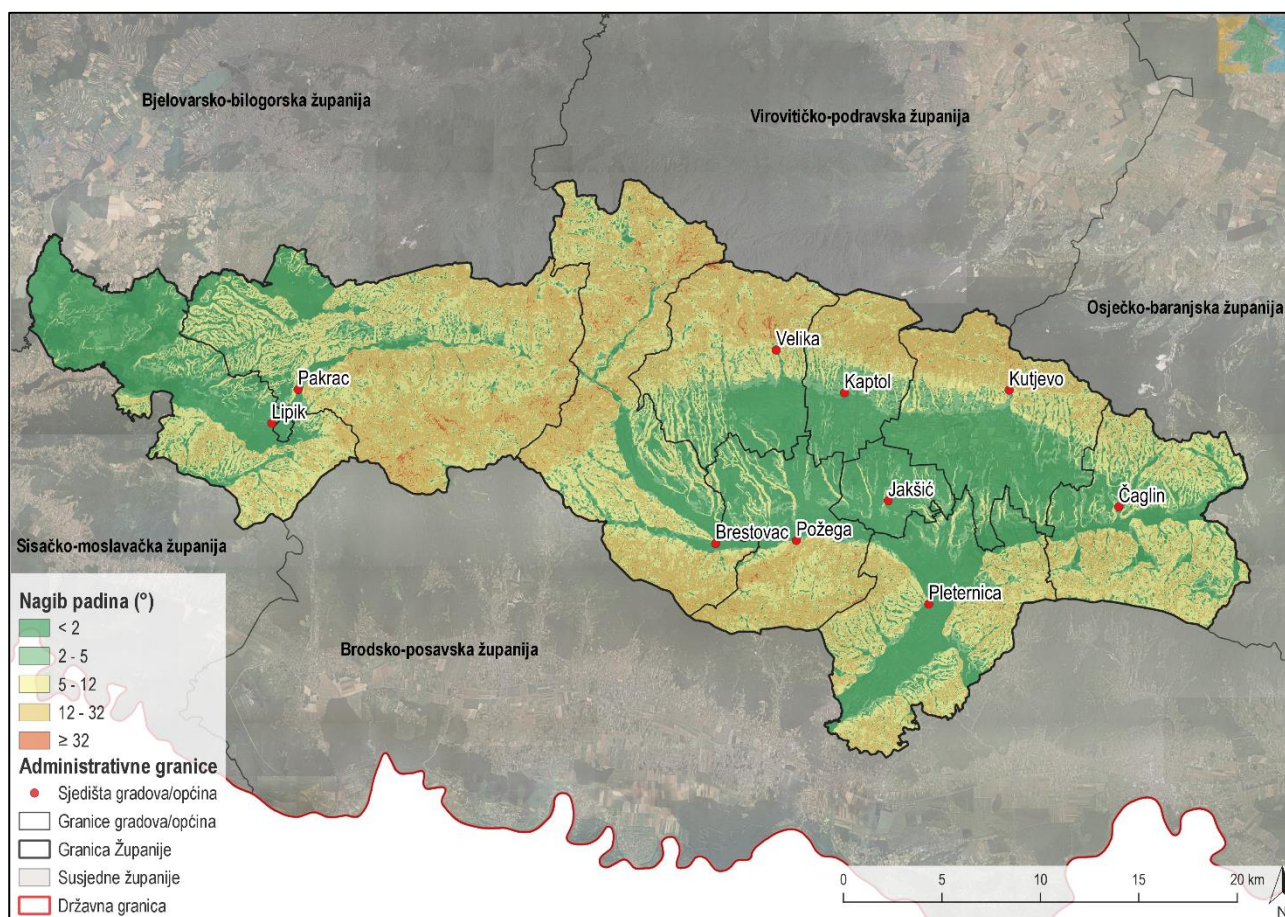 Bjelovarsko-bilogorska županija
Virovitičko-podravska županija
Osječko-baranjska županija
Velika
Pakrac
Kaptol
Kutjevo
Lipik
Jakšić
Čaglin
Brestovac
Požega
Sisačko-moslavačka županija
Pleternica
Brodsko-posavska županija
Nagib padina (°)
< 2
2 - 5
5 - 12
12 - 32
≥ 32
Administrativne granice
Sjedišta gradova/općina
Granice gradova/općina
Granica Županije
Susjedne županije
Državna granica
0 5 10 15 20 km
N